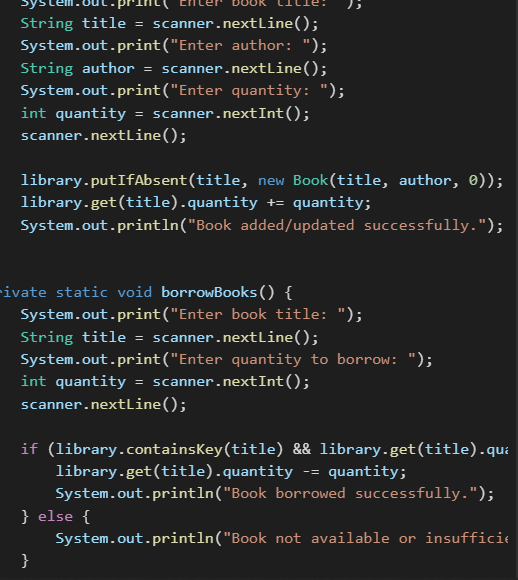 System.out.print("Enter book title: ");
String title = scanner.nextLine();
System.out.print("Enter author: ");
String author = scanner.nextLine();
System.out.print("Enter quantity: ");
int quantity = scanner.nextInt();
scanner.nextLine();
library.putIfAbsent(title, new Book(title, author, 0));
library.get(title).quantity += quantity;
System.out.println("Book added/updated successfully.");
rivate static void borrowBooks() {
System.out.print("Enter book title: ");
String title = scanner.nextLine();
System.out.print("Enter quantity to borrow: ");
int quantity = scanner.nextInt();
scanner.nextLine();
if (library.containsKey(title) && library.get(title).qua
library.get(title).quantity -= quantity;
System.out.println("Book borrowed successfully.");
} else {
System.out.println("Book not available or insufficie
}